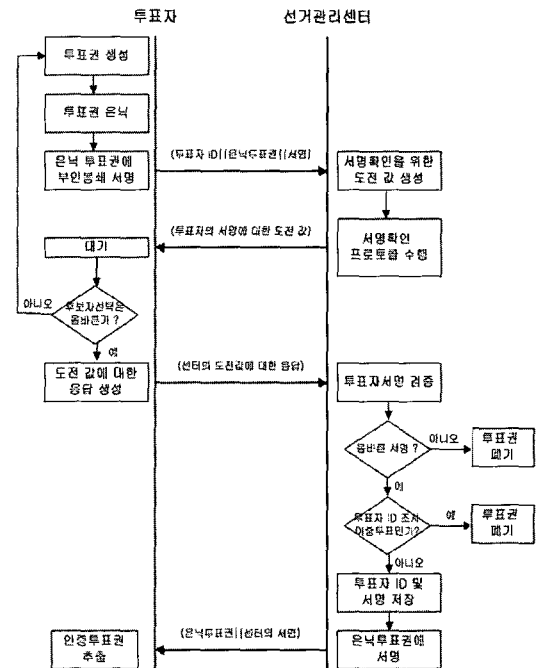 투표자
선거관리센터
투표권 생성
투표권 은닉
은닉 투표권에
부인봉쇄 서명
(투표자 ID||은닉투표권||서명)
서명확인을 위한
도전 값 생성
(투표자의 서명에 대한 도전 값)
서명확인
프로토콜 수행
대기
아니오
후보자선택은
올바른가 ?
예
도전 값에 대한
응답 생성
(센터의 도전값에 대한 응답)
투표자서명 검증
올바른 서명 ?
아니오
투표권
폐기
예
투표자 ID 조사
이중투표인가?
예
투표권
폐기
아니오
투표자 ID 및
서명 저장
(은닉투표권||센터의 서명)
은닉투표권에
서명
인증투표권
추출